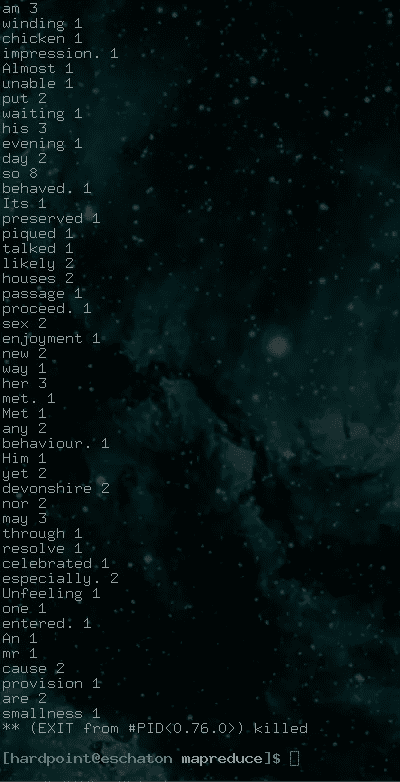 am 3
winding 1
chicken 1
impression. 1
Almost 1
unable 1
put 2
waiting 1
his 3
evening 1
day 2
so 8
behaved. 1
Its 1
preserved 1
piqued 1
talked 1
likely 2
houses 2
passage 1
proceed. 1
sex 2
enjoyment 1
new 2
way 1
her 3
met. 1
Met 1
any 2
behaviour. 1
Him 1
yet 2
devonshire 2
nor 2
may 3
through 1
resolve 1
celebrated 1
especially. 2
Unfeeling 1
one 1
entered. 1
An 1
mr 1
cause 2
provision 1
are 2
smallness 1
** (EXIT from #PID<0.76.0>) killed
[hardpoint@eschaton mapreduce]$